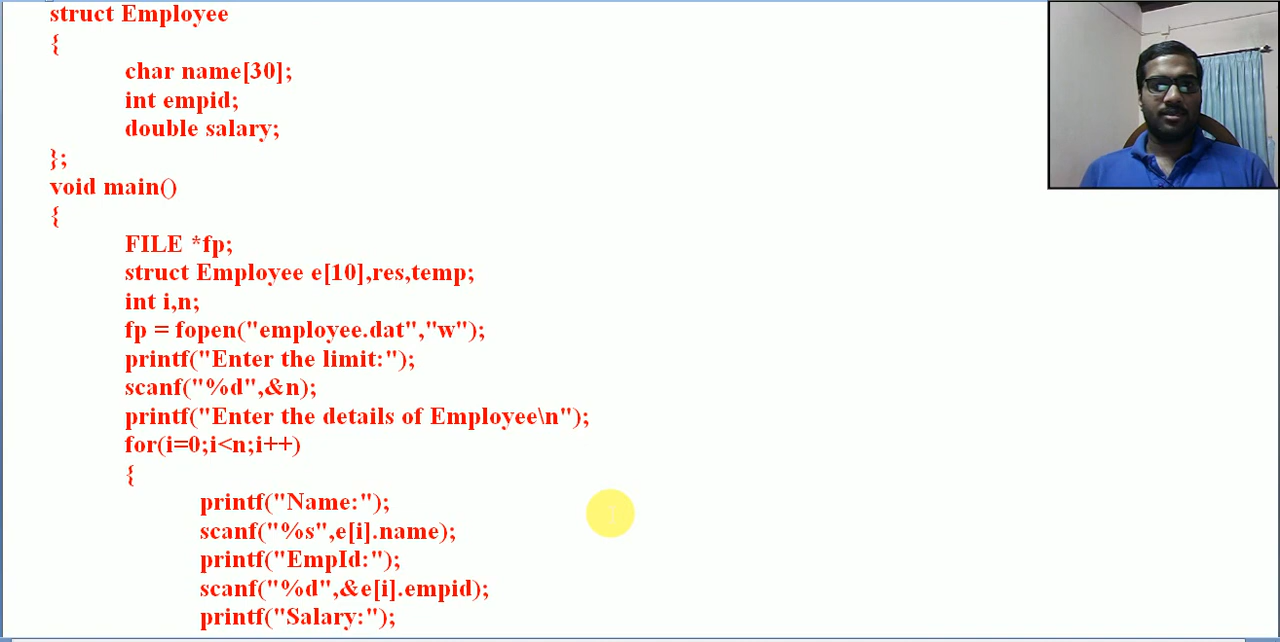 struct Employee
{
char name[30];
int empid;
double salary;
};
void main()
{
FILE *fp;
struct Employee e[10],res,temp;
int i,n;
fp = fopen("employee.dat","w");
printf("Enter the limit:");
scanf("%d",&n);
printf("Enter the details of Employee\n");
for(i=0;i<n;i++)
{
printf("Name:");
scanf("%s",e[i].name);
printf("EmpId:");
scanf("%d",&e[i].empid);
printf("Salary:");